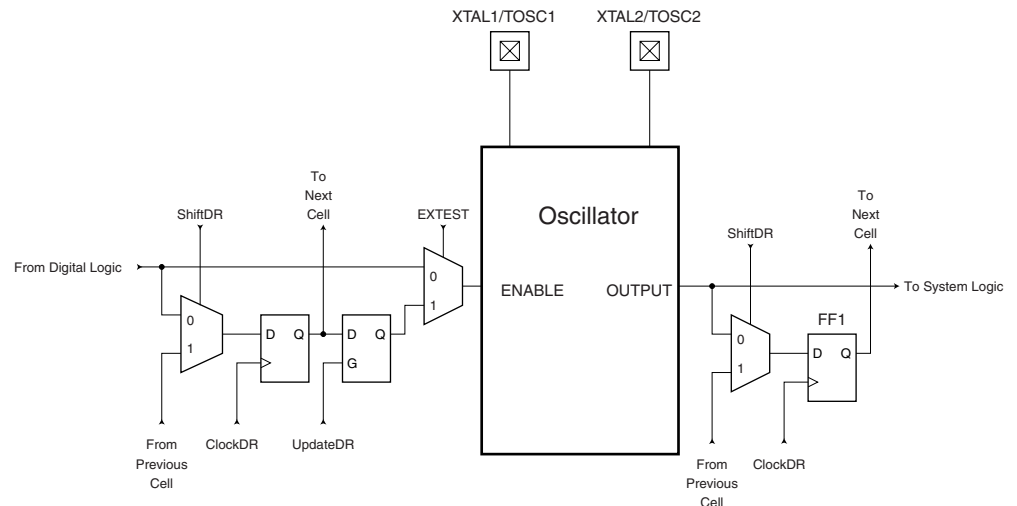 XTAL1/TOSC1
XTAL2/TOSC2
To
Next
Cell
ShiftDR
EXTEST
From Digital Logic
0
1
D Q
D Q
G
0
1
Oscillator
ENABLE
OUTPUT
To
Next
Cell
ShiftDR
To System Logic
FF1
0
1
D Q
From
Previous
Cell
ClockDR
UpdateDR
From
Previous
Cell
ClockDR